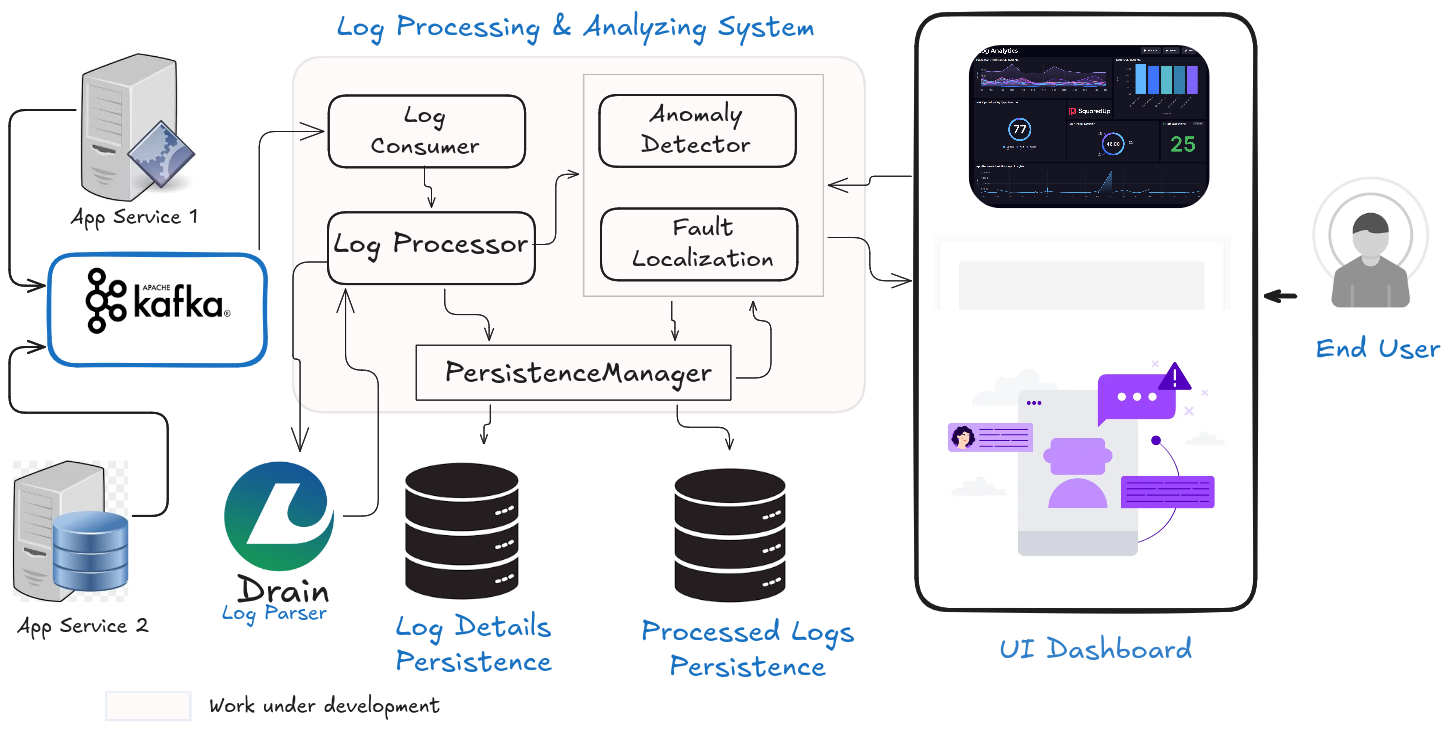 Log Processing & Analyzing System
Log Analytics
SquaredUp
77
46:00
25
Log
Consumer
Anomaly
Detector
App Service 1
Log Processor
Fault
Localization
APACHE
kafka®
PersistenceManager
End User
Drain
Log Parser
App Service 2
Log Details
Persistence
Processed Logs
Persistence
UI Dashboard
Work under development